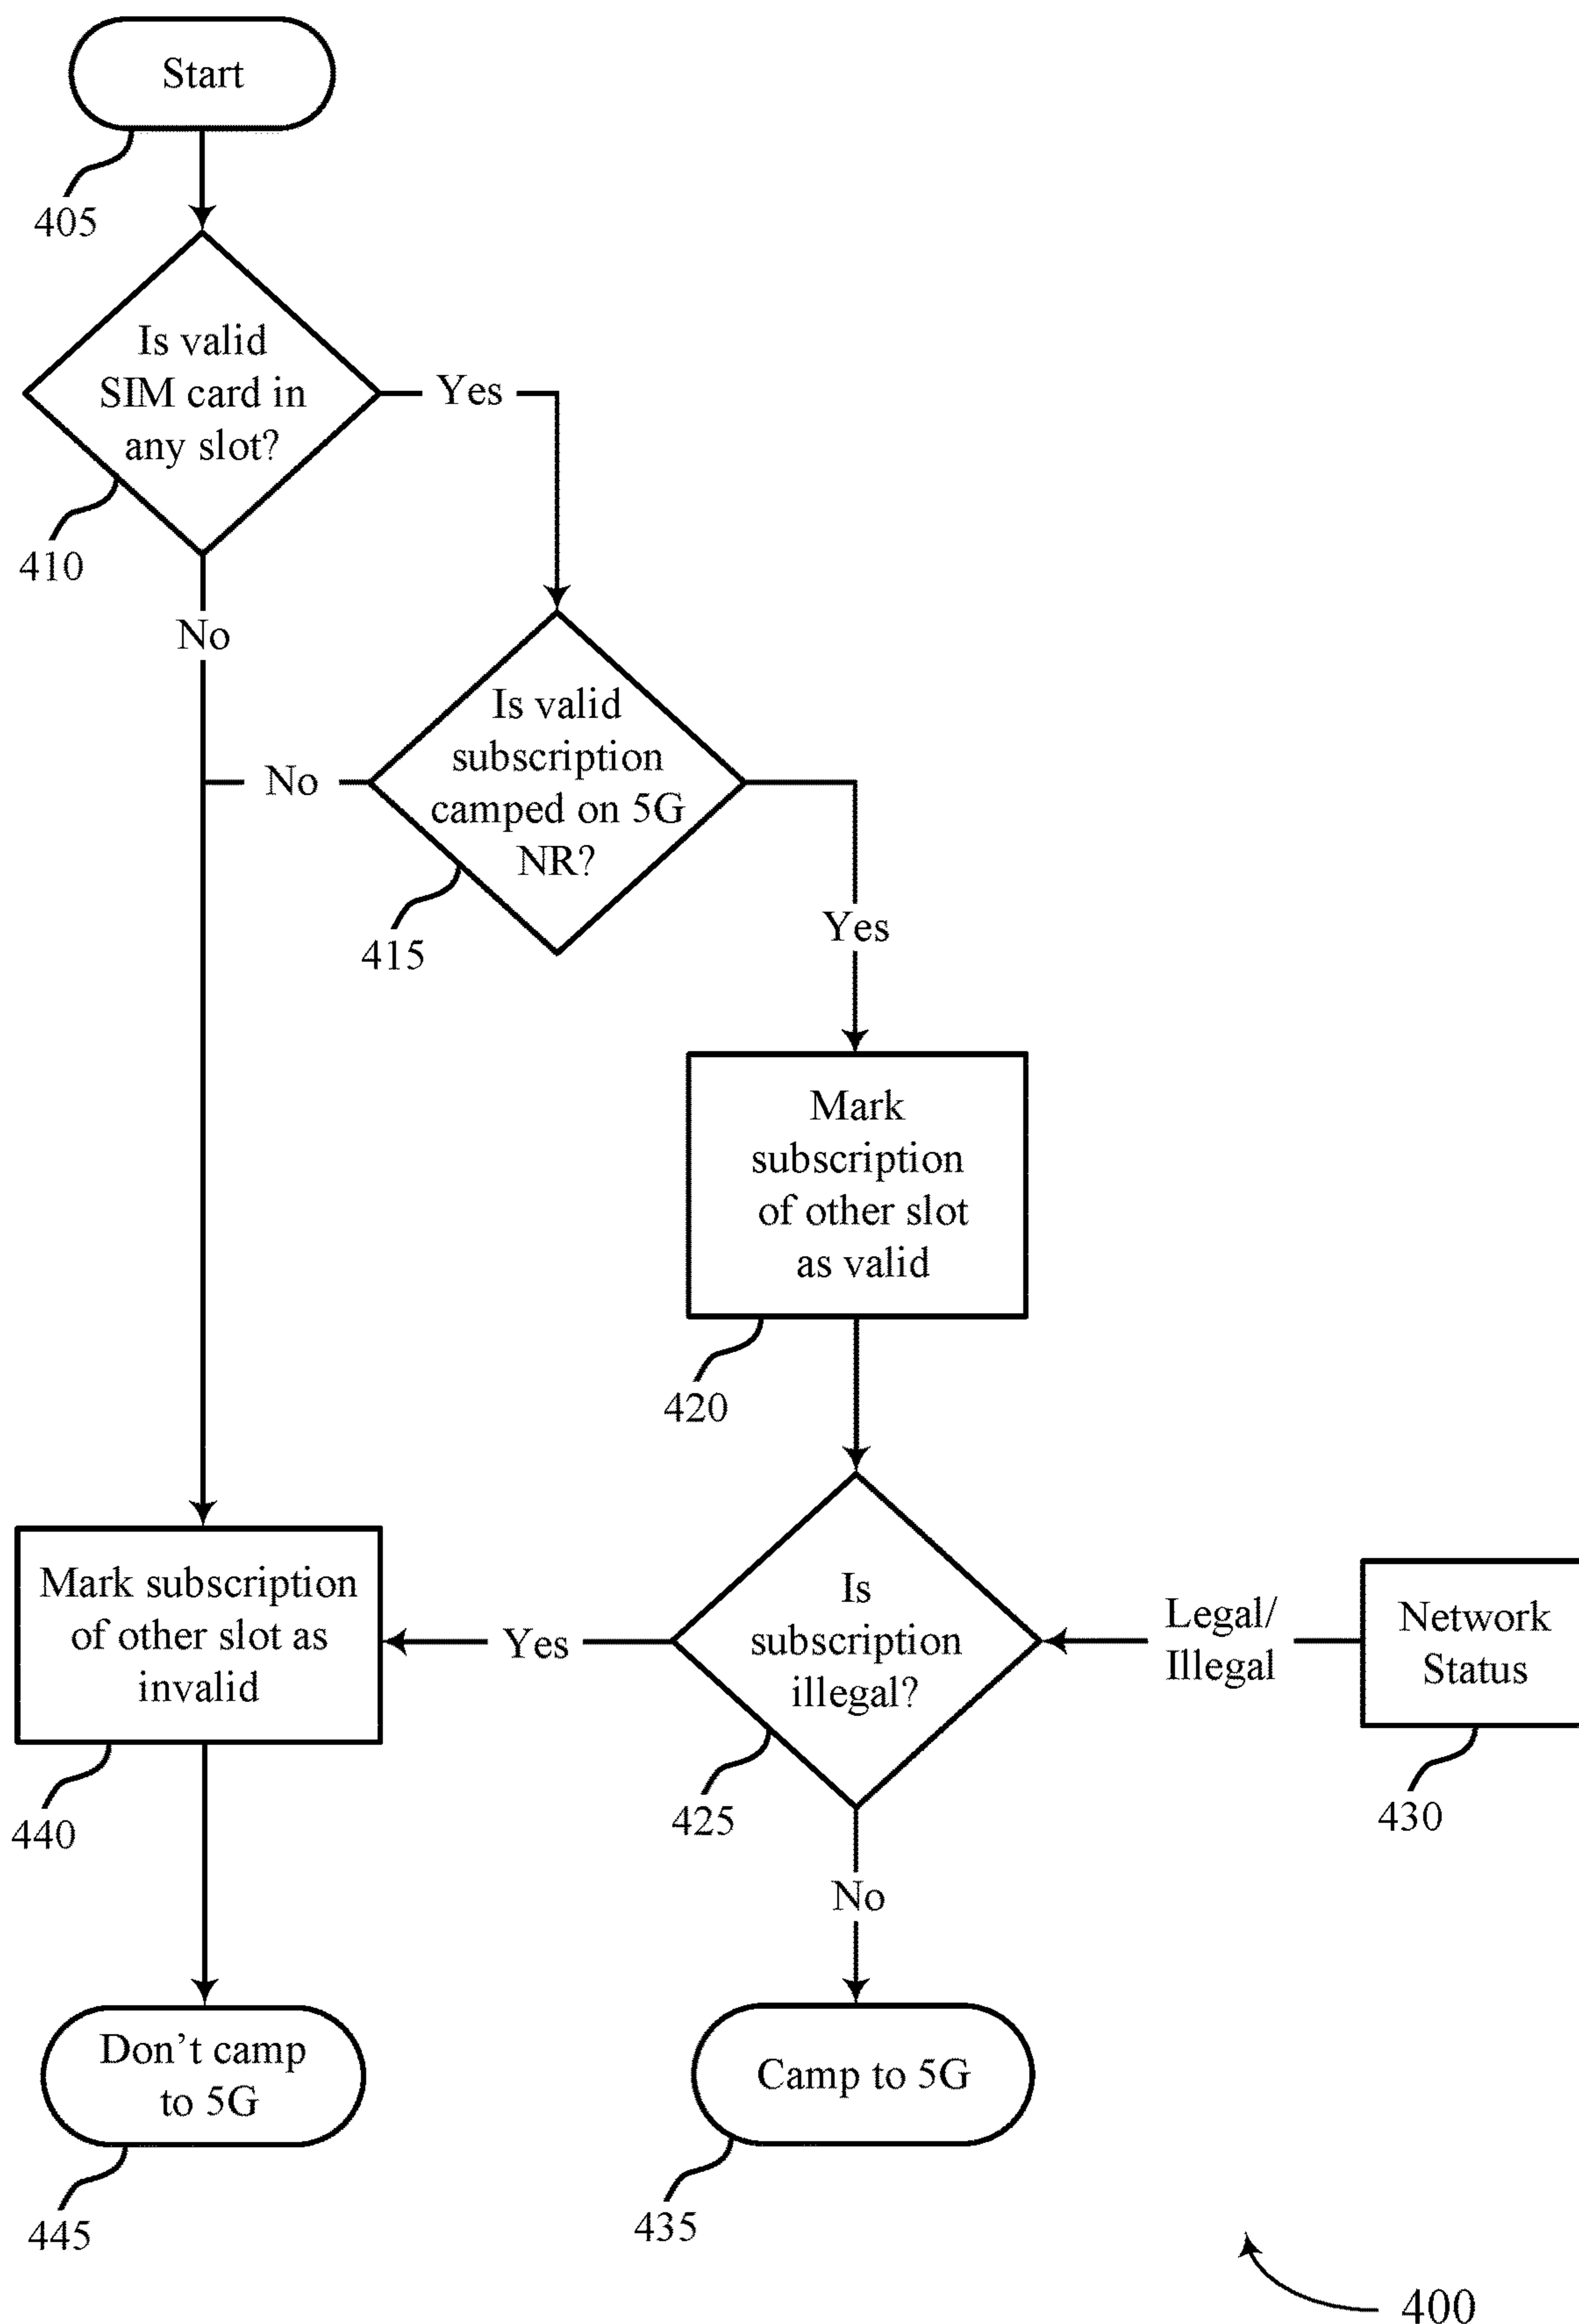 Start
405
Is valid
SIM card in
any slot?
Yes
410
No
Is valid
subscription
camped on 5G
NR?
No
415
Yes
Mark
subscription
of other slot
as valid
420
Mark subscription
of other slot as
invalid
Yes
Is
subscription
illegal?
Legal/
Illegal
Network
Status
440
425
430
No
Don't camp
to 5G
Camp to 5G
445
435
400